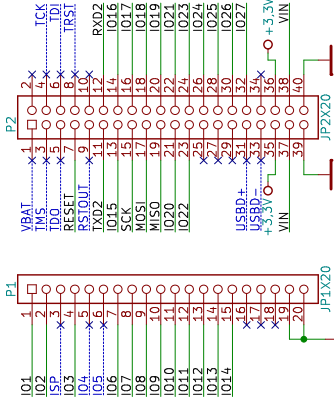 TCK
TDI
TRST
RXD2
IO16
IO17
IO18
IO19
IO21
IO23
IO24
IO25
IO26
IO27
+3,3V
VIN
2
4
6
8
10
12
14
16
18
20
22
24
26
28
30
32
34
36
38
40
P2
JP2X20
1
3
5
7
9
11
13
15
17
19
21
23
25
27
29
31
33
35
37
39
VBAT
TMS
TDO
RESET
RSTOUT
TXD2
IO15
SCK
MOSI
MISO
IO20
IO22
USBD+
USBD-
+3,3V
VIN
P1
JP1X20
1
2
3
4
5
6
7
8
9
10
11
12
13
14
15
16
17
18
19
20
IO1
IO2
ISP
IO3
IO4
IO5
IO6
IO7
IO8
IO9
IO10
IO11
IO12
IO13
IO14